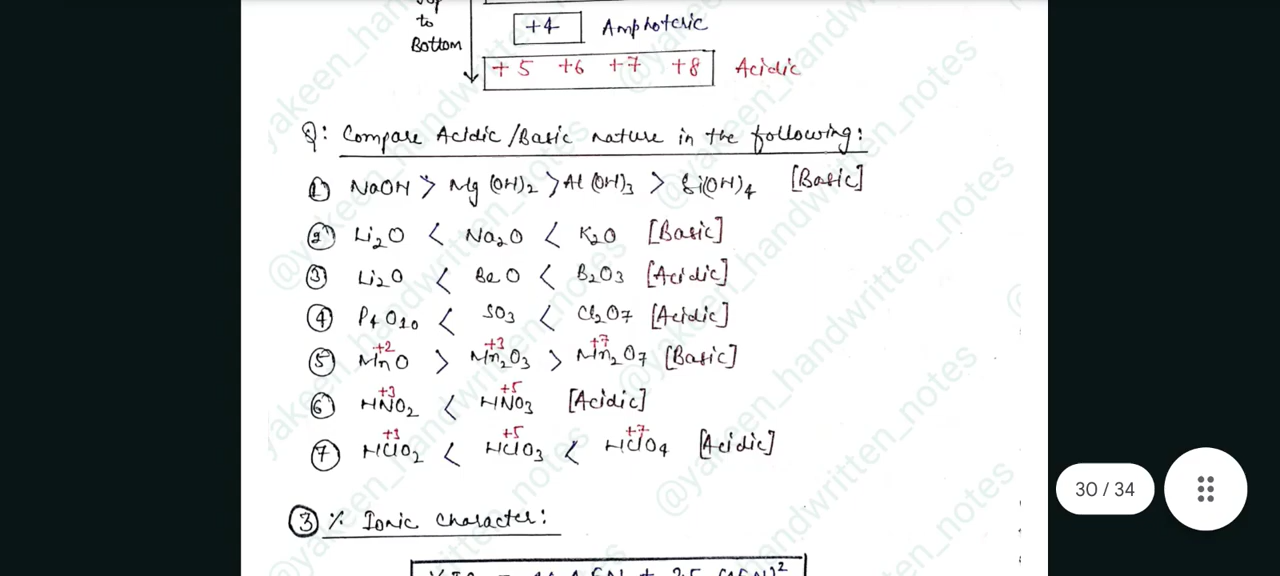 to
Bottom
+4 Amphoteric
+5 +6 +7 +8 Acidic
Q: Compare Acidic/Basic nature in the following:
① NaOH > Mg(OH)₂ > Al(OH)₃ > Si(OH)₄ [Basic]
② Li₂O < Na₂O < K₂O [Basic]
③ Li₂O < BeO < B₂O₃ [Acidic]
④ P₄O₁₀ < SO₃ < Cl₂O₇ [Acidic]
+2 +3 +7
⑤ MnO > Mn₂O₃ > Mn₂O₇ [Basic]
+3 +5
⑥ HNO₂ < HNO₃ [Acidic]
+3 +5 +7
⑦ HClO₂ < HClO₃ < HClO₄ [Acidic]
③ % Ionic character:
30 / 34
@yakeen_handwritten_notes